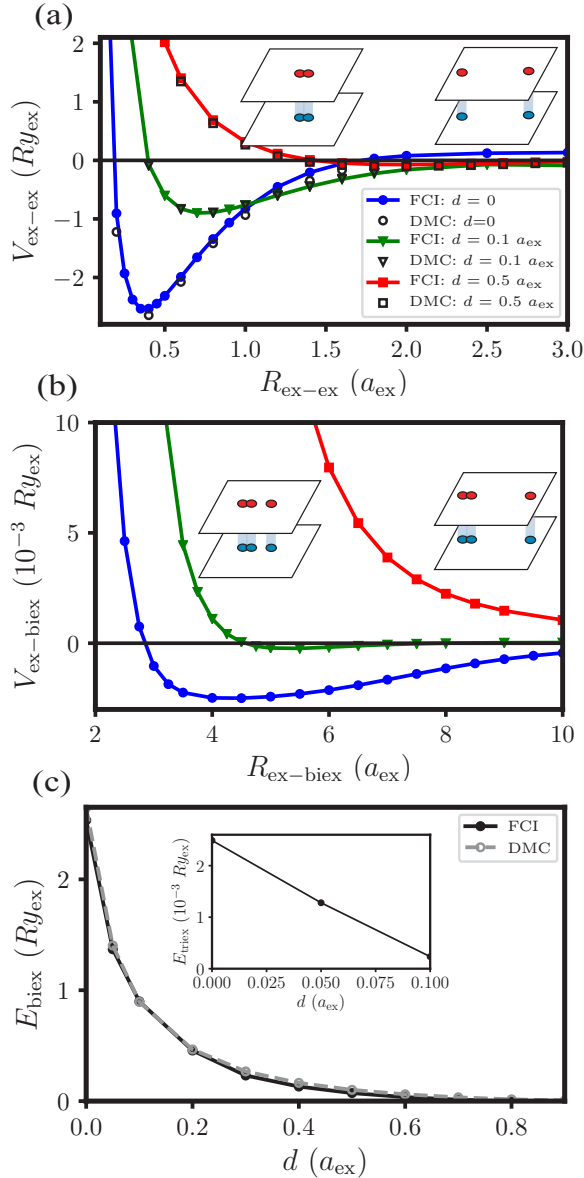 (a)
V_ex−ex (Ry_ex)
2
1
0
−1
−2
FCI: d = 0
DMC: d=0
FCI: d = 0.1 a_ex
DMC: d = 0.1 a_ex
FCI: d = 0.5 a_ex
DMC: d = 0.5 a_ex
0.5 1.0 1.5 2.0 2.5 3.0
R_ex−ex (a_ex)
(b)
V_ex−biex (10^−3 Ry_ex)
10
5
0
2 4 6 8 10
R_ex−biex (a_ex)
(c)
E_biex (Ry_ex)
2
1
0
FCI
DMC
E_triex (10^−3 Ry_ex)
2
1
0
0.000 0.025 0.050 0.075 0.100
d (a_ex)
0.0 0.2 0.4 0.6 0.8
d (a_ex)